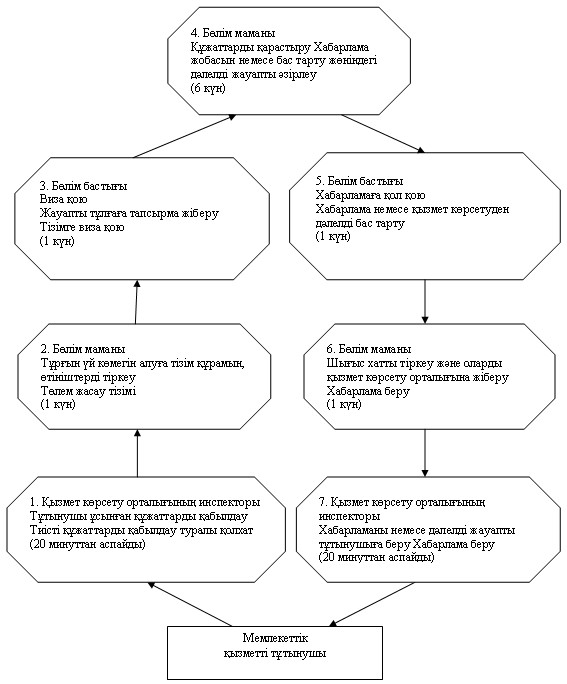 4. Бөлім маманы
Құжаттарды қарастыру Хабарлама
жобасын немесе бас тарту жөніндегі
дәлелді жауапты әзірлеу
(6 күн)
3. Бөлім бастығы
Виза қою
Жауапты тұлғаға тапсырма жіберу
Тізімге виза қою
(1 күн)
5. Бөлім бастығы
Хабарламаға қол қою
Хабарлама немесе қызмет көрсетуден
дәлелді бас тарту
(1 күн)
2. Бөлім маманы
Тұрғын үй көмегін алуға тізім құрамын,
өтініштерді тіркеу
Төлем жасау тізімі
(1 күн)
6. Бөлім маманы
Шығыс хатты тіркеу және оларды
қызмет көрсету орталығына жіберу
Хабарлама беру
(1 күн)
1. Қызмет көрсету орталығының инспекторы
Тұтынушы ұсынған құжаттарды қабылдау
Тиісті құжаттарды қабылдау туралы қолхат
(20 минуттан аспайды)
7. Қызмет көрсету орталығының
инспекторы
Хабарламаны немесе дәлелді жауапты
тұтынушыға беру Хабарлама беру
(20 минуттан аспайды)
Мемлекеттік
қызметті тұтынушы